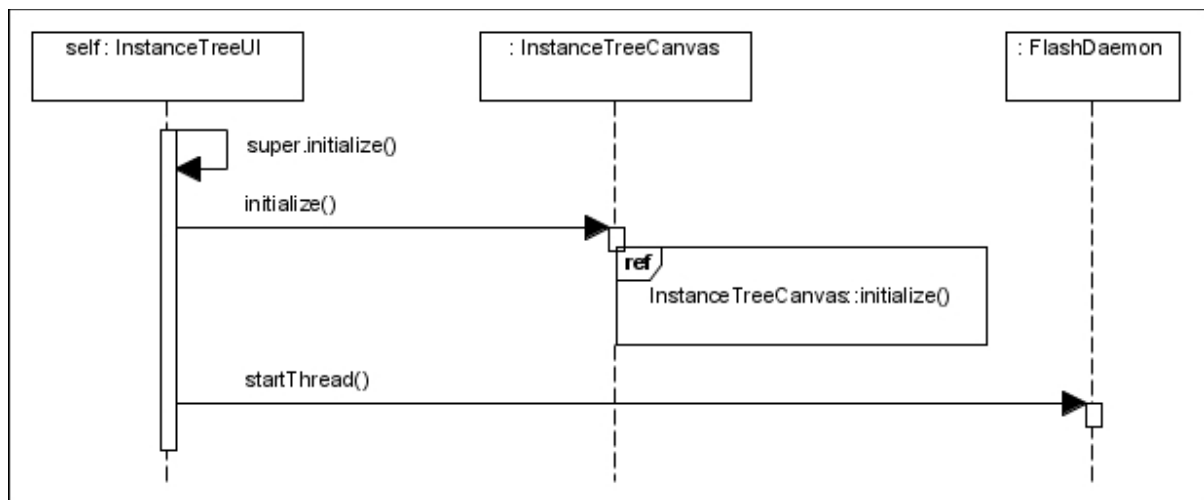 self : InstanceTreeUI
: InstanceTreeCanvas
: FlashDaemon
super.initialize()
initialize()
ref
InstanceTreeCanvas::initialize()
startThread()